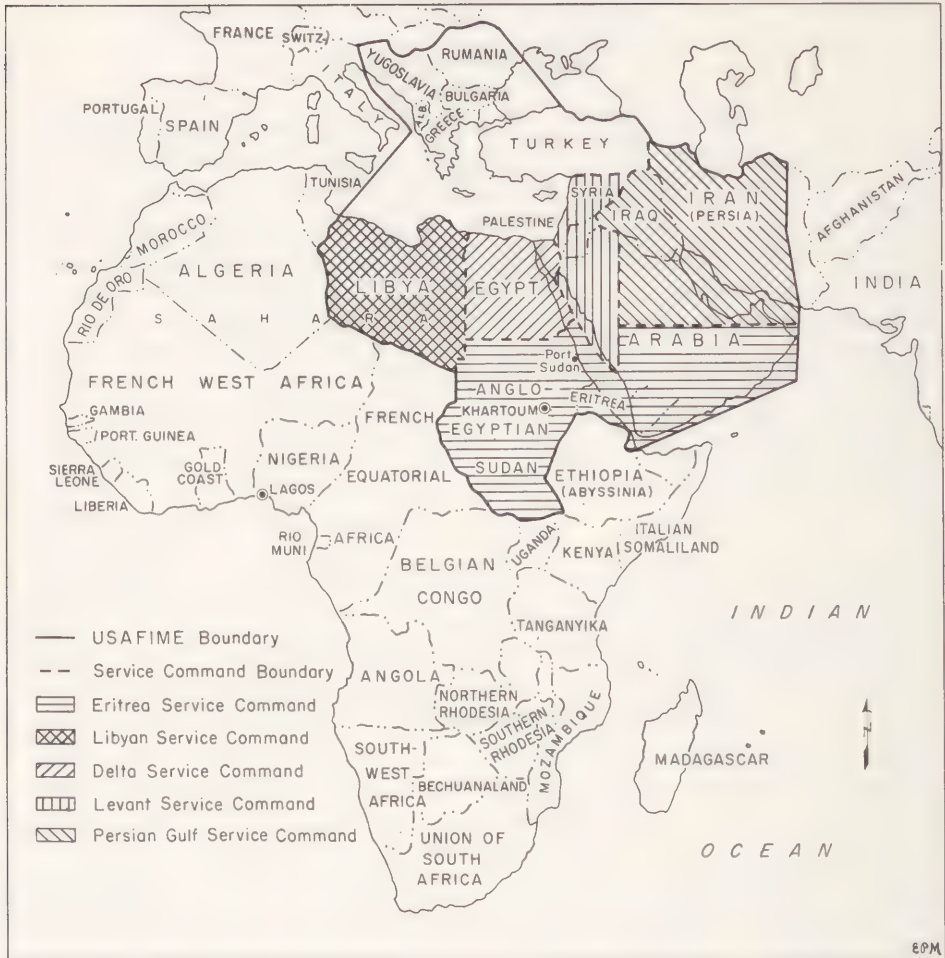 FRANCE
SWITZ.
RUMANIA
YUGOSLAVIA
ITALY
BULGARIA
ALB.
GREECE
PORTUGAL
SPAIN
TURKEY
TUNISIA
SYRIA
IRAN
(PERSIA)
IRAQ
AFGHANISTAN
PALESTINE
MOROCCO
ALGERIA
LIBYA
EGYPT
INDIA
RIO DE ORO
SAHARA
ARABIA
Port
Sudan
FRENCH WEST AFRICA
ANGLO-
EGYPTIAN
SUDAN
ERITREA
KHARTOUM
GAMBIA
PORT. GUINEA
FRENCH
EQUATORIAL
AFRICA
NIGERIA
SIERRA
LEONE
GOLD
COAST
LAGOS
LIBERIA
ETHIOPIA
(ABYSSINIA)
RIO
MUNI
UGANDA
KENYA
ITALIAN
SOMALILAND
BELGIAN
CONGO
TANGANYIKA
INDIAN
OCEAN
ANGOLA
NORTHERN
RHODESIA
SOUTHERN
RHODESIA
MOZAMBIQUE
MADAGASCAR
SOUTH-
WEST
AFRICA
BECHUANALAND
UNION OF
SOUTH
AFRICA
USAFIME Boundary
Service Command Boundary
Eritrea Service Command
Libyan Service Command
Delta Service Command
Levant Service Command
Persian Gulf Service Command
N
EPM